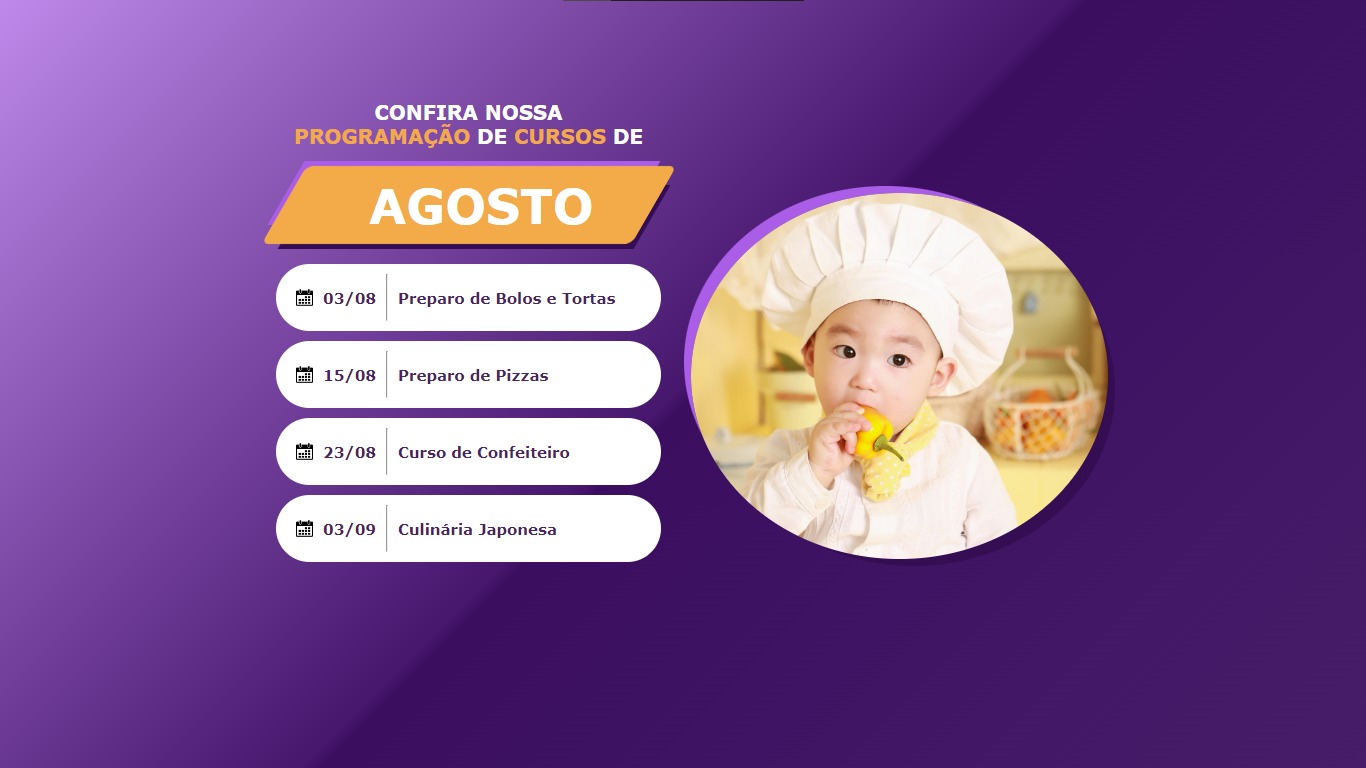 CONFIRA NOSSA
PROGRAMAÇÃO DE CURSOS DE
AGOSTO
03/08 Preparo de Bolos e Tortas
15/08 Preparo de Pizzas
23/08 Curso de Confeiteiro
03/09 Culinária Japonesa